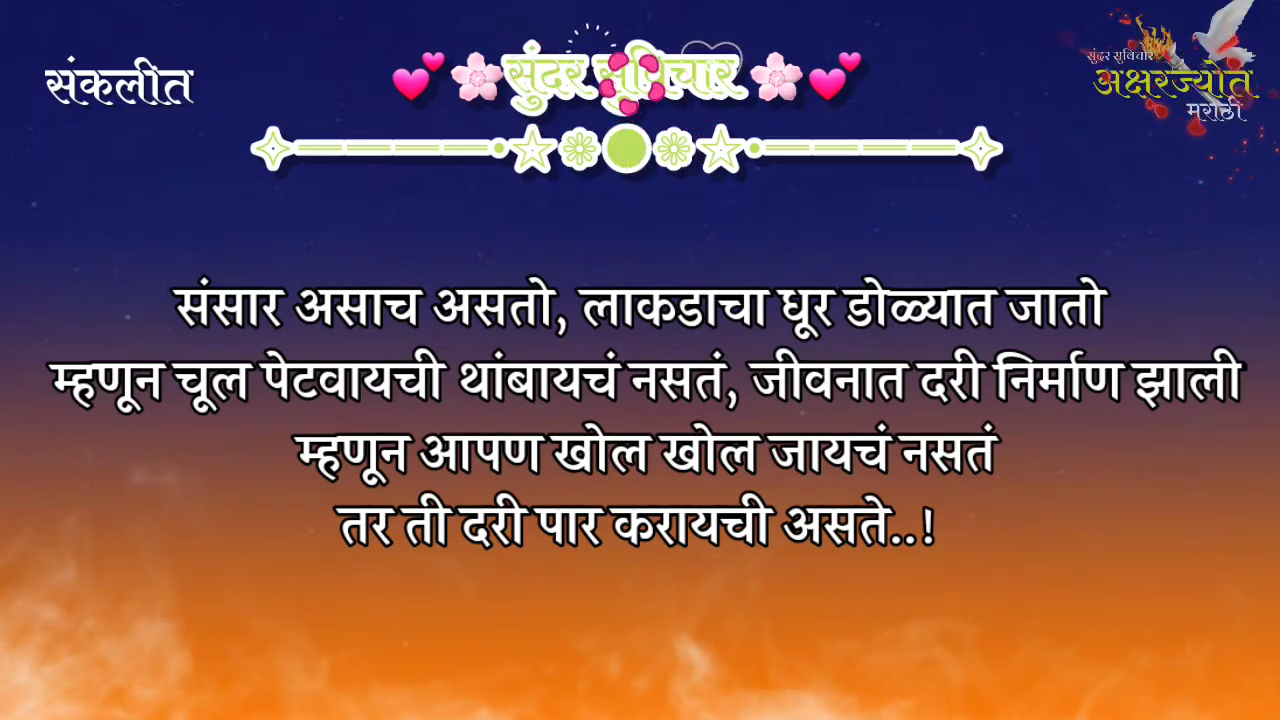 संकलीत
सुंदर सुविचार
सुंदर सुविचार
अक्षरज्योत
मराठी
संसार असाच असतो, लाकडाचा धूर डोळ्यात जातो
म्हणून चूल पेटवायची थांबायचं नसतं, जीवनात दरी निर्माण झाली
म्हणून आपण खोल खोल जायचं नसतं
तर ती दरी पार करायची असते..!